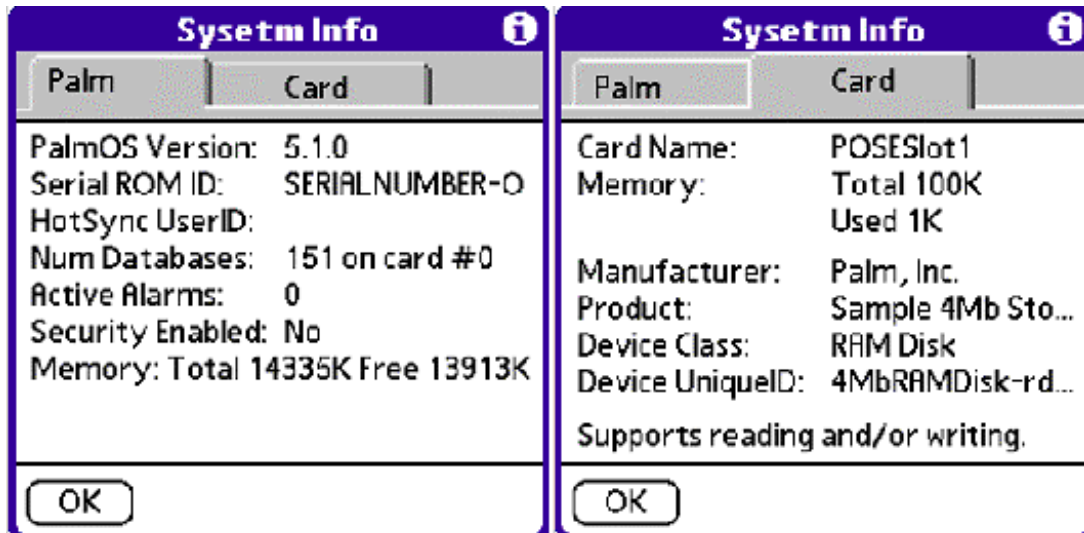 Sysetm Info
Palm Card
PalmOS Version: 5.1.0
Serial ROM ID: SERIALNUMBER-O
HotSync UserID:
Num Databases: 151 on card #0
Active Alarms: 0
Security Enabled: No
Memory: Total 14335K Free 13913K
OK
Sysetm Info
Palm Card
Card Name: POSESlot1
Memory: Total 100K
Used 1K
Manufacturer: Palm, Inc.
Product: Sample 4Mb Sto...
Device Class: RAM Disk
Device UniqueID: 4MbRAMDisk-rd...
Supports reading and/or writing.
OK